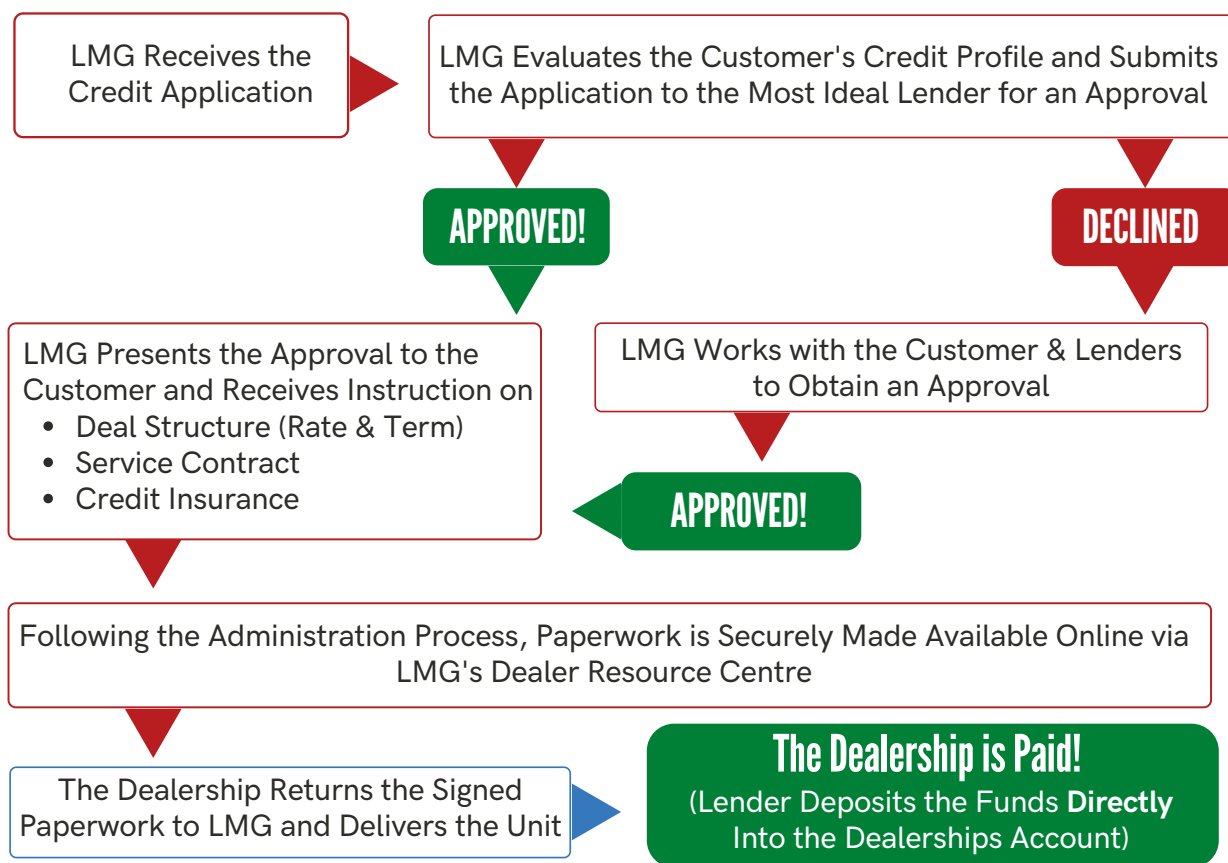 LMG Receives the
Credit Application
LMG Evaluates the Customer's Credit Profile and Submits
the Application to the Most Ideal Lender for an Approval
APPROVED!
DECLINED
LMG Presents the Approval to the
Customer and Receives Instruction on
• Deal Structure (Rate & Term)
• Service Contract
• Credit Insurance
LMG Works with the Customer & Lenders
to Obtain an Approval
APPROVED!
Following the Administration Process, Paperwork is Securely Made Available Online via
LMG's Dealer Resource Centre
The Dealership Returns the Signed
Paperwork to LMG and Delivers the Unit
The Dealership is Paid!
(Lender Deposits the Funds Directly
Into the Dealerships Account)